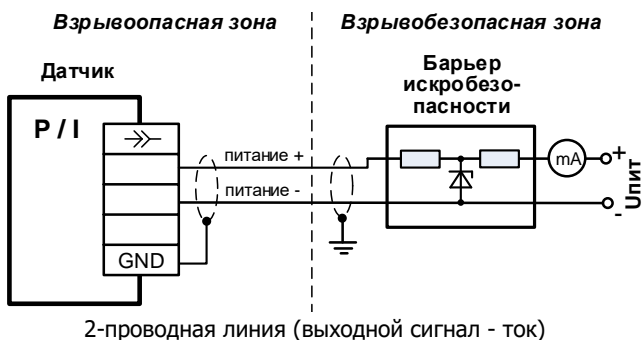 Взрывоопасная зона
Взрывобезопасная зона
Датчик
Барьер
искробезо-
пасности
P / I
питание +
питание -
GND
mA
+
-
Uпит
2-проводная линия (выходной сигнал - ток)